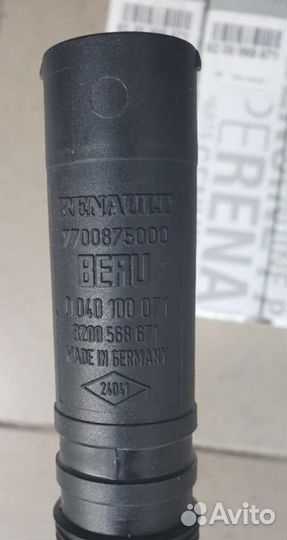 RENAULT
7700875000
BERU
0 040 100 071
8200 568 671
MADE IN GERMANY
24041
Avito